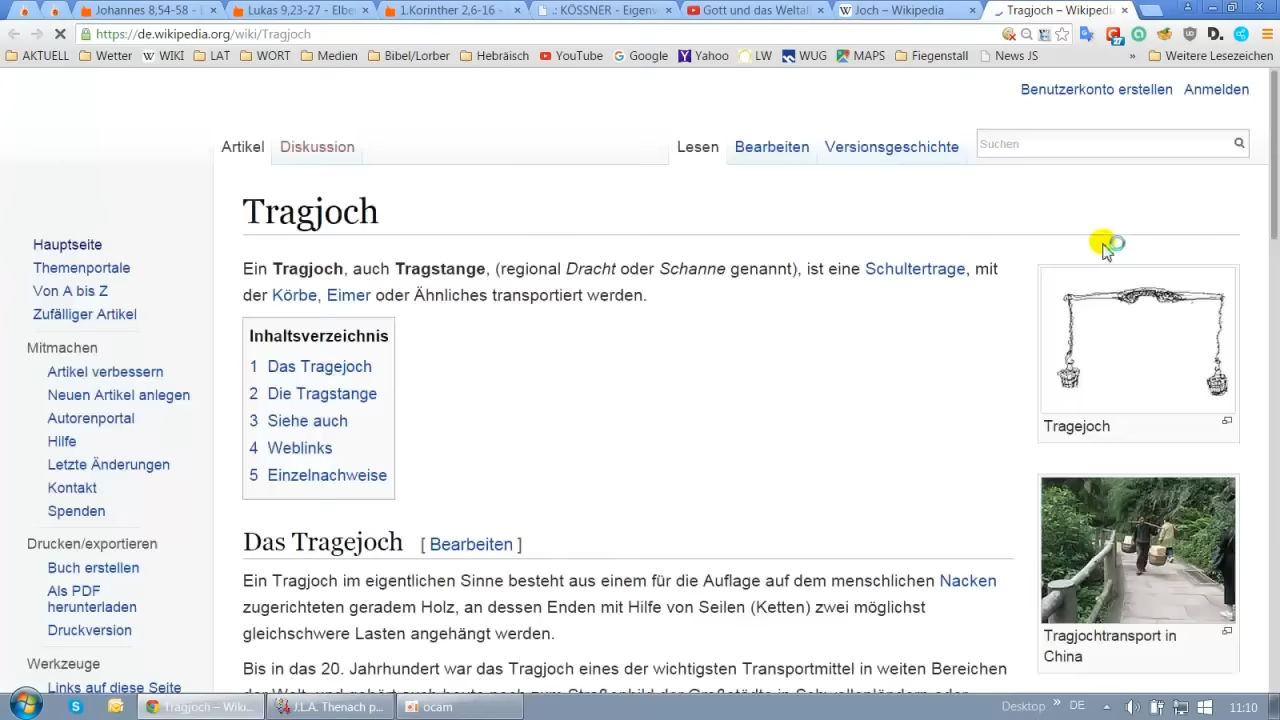 Johannes 8,54-58 -
Lukas 9,23-27 - Elbe
1.Korinther 2,6-16 -
.: KÖSSNER - Eigen
Gott und das Weltal
Joch – Wikipedia
Tragjoch – Wikipedi
https://de.wikipedia.org/wiki/Tragjoch
27
AKTUELL Wetter WIKI LAT WORT Medien Bibel/Lorber Hebräisch YouTube Google Yahoo LW WUG MAPS Fiegenstall News JS » Weitere Lesezeichen
Benutzerkonto erstellen Anmelden
Artikel Diskussion Lesen Bearbeiten Versionsgeschichte Suchen
Tragjoch
Ein Tragjoch, auch Tragstange, (regional Dracht oder Schanne genannt), ist eine Schultertrage, mit
der Körbe, Eimer oder Ähnliches transportiert werden.
Inhaltsverzeichnis
1 Das Tragejoch
2 Die Tragstange
3 Siehe auch
4 Weblinks
5 Einzelnachweise
Das Tragejoch [ Bearbeiten ]
Ein Tragjoch im eigentlichen Sinne besteht aus einem für die Auflage auf dem menschlichen Nacken
zugerichteten geradem Holz, an dessen Enden mit Hilfe von Seilen (Ketten) zwei möglichst
gleichschwere Lasten angehängt werden.
Bis in das 20. Jahrhundert war das Tragjoch eines der wichtigsten Transportmittel in weiten Bereichen
Tragejoch
Tragjochtransport in
China
Hauptseite
Themenportale
Von A bis Z
Zufälliger Artikel
Mitmachen
Artikel verbessern
Neuen Artikel anlegen
Autorenportal
Hilfe
Letzte Änderungen
Kontakt
Spenden
Drucken/exportieren
Buch erstellen
Als PDF
herunterladen
Druckversion
Werkzeuge
Links auf diese Seite
Tragjoch – Wiki...
J.L.A. Thenach p...
ocam
Desktop » DE 11:10